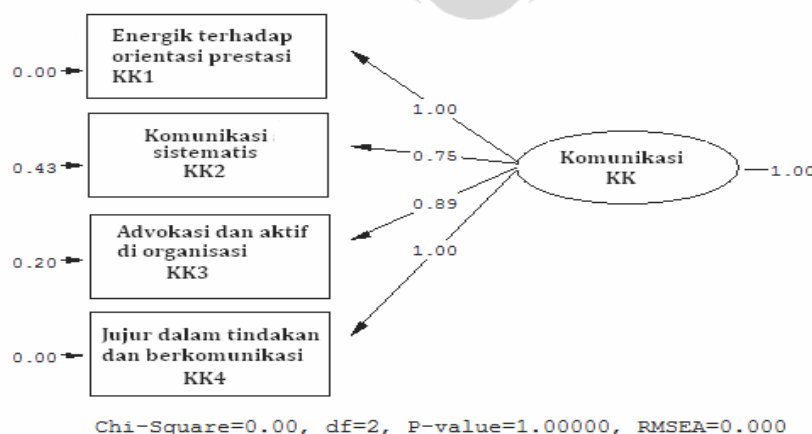 Energik terhadap
orientasi prestasi
KK1
0.00
1.00
Komunikasi
sistematis
KK2
0.43
0.75
Komunikasi
KK
1.00
0.89
Advokasi dan aktif
di organisasi
KK3
0.20
1.00
Jujur dalam tindakan
dan berkomunikasi
KK4
0.00
Chi-Square=0.00, df=2, P-value=1.00000, RMSEA=0.000